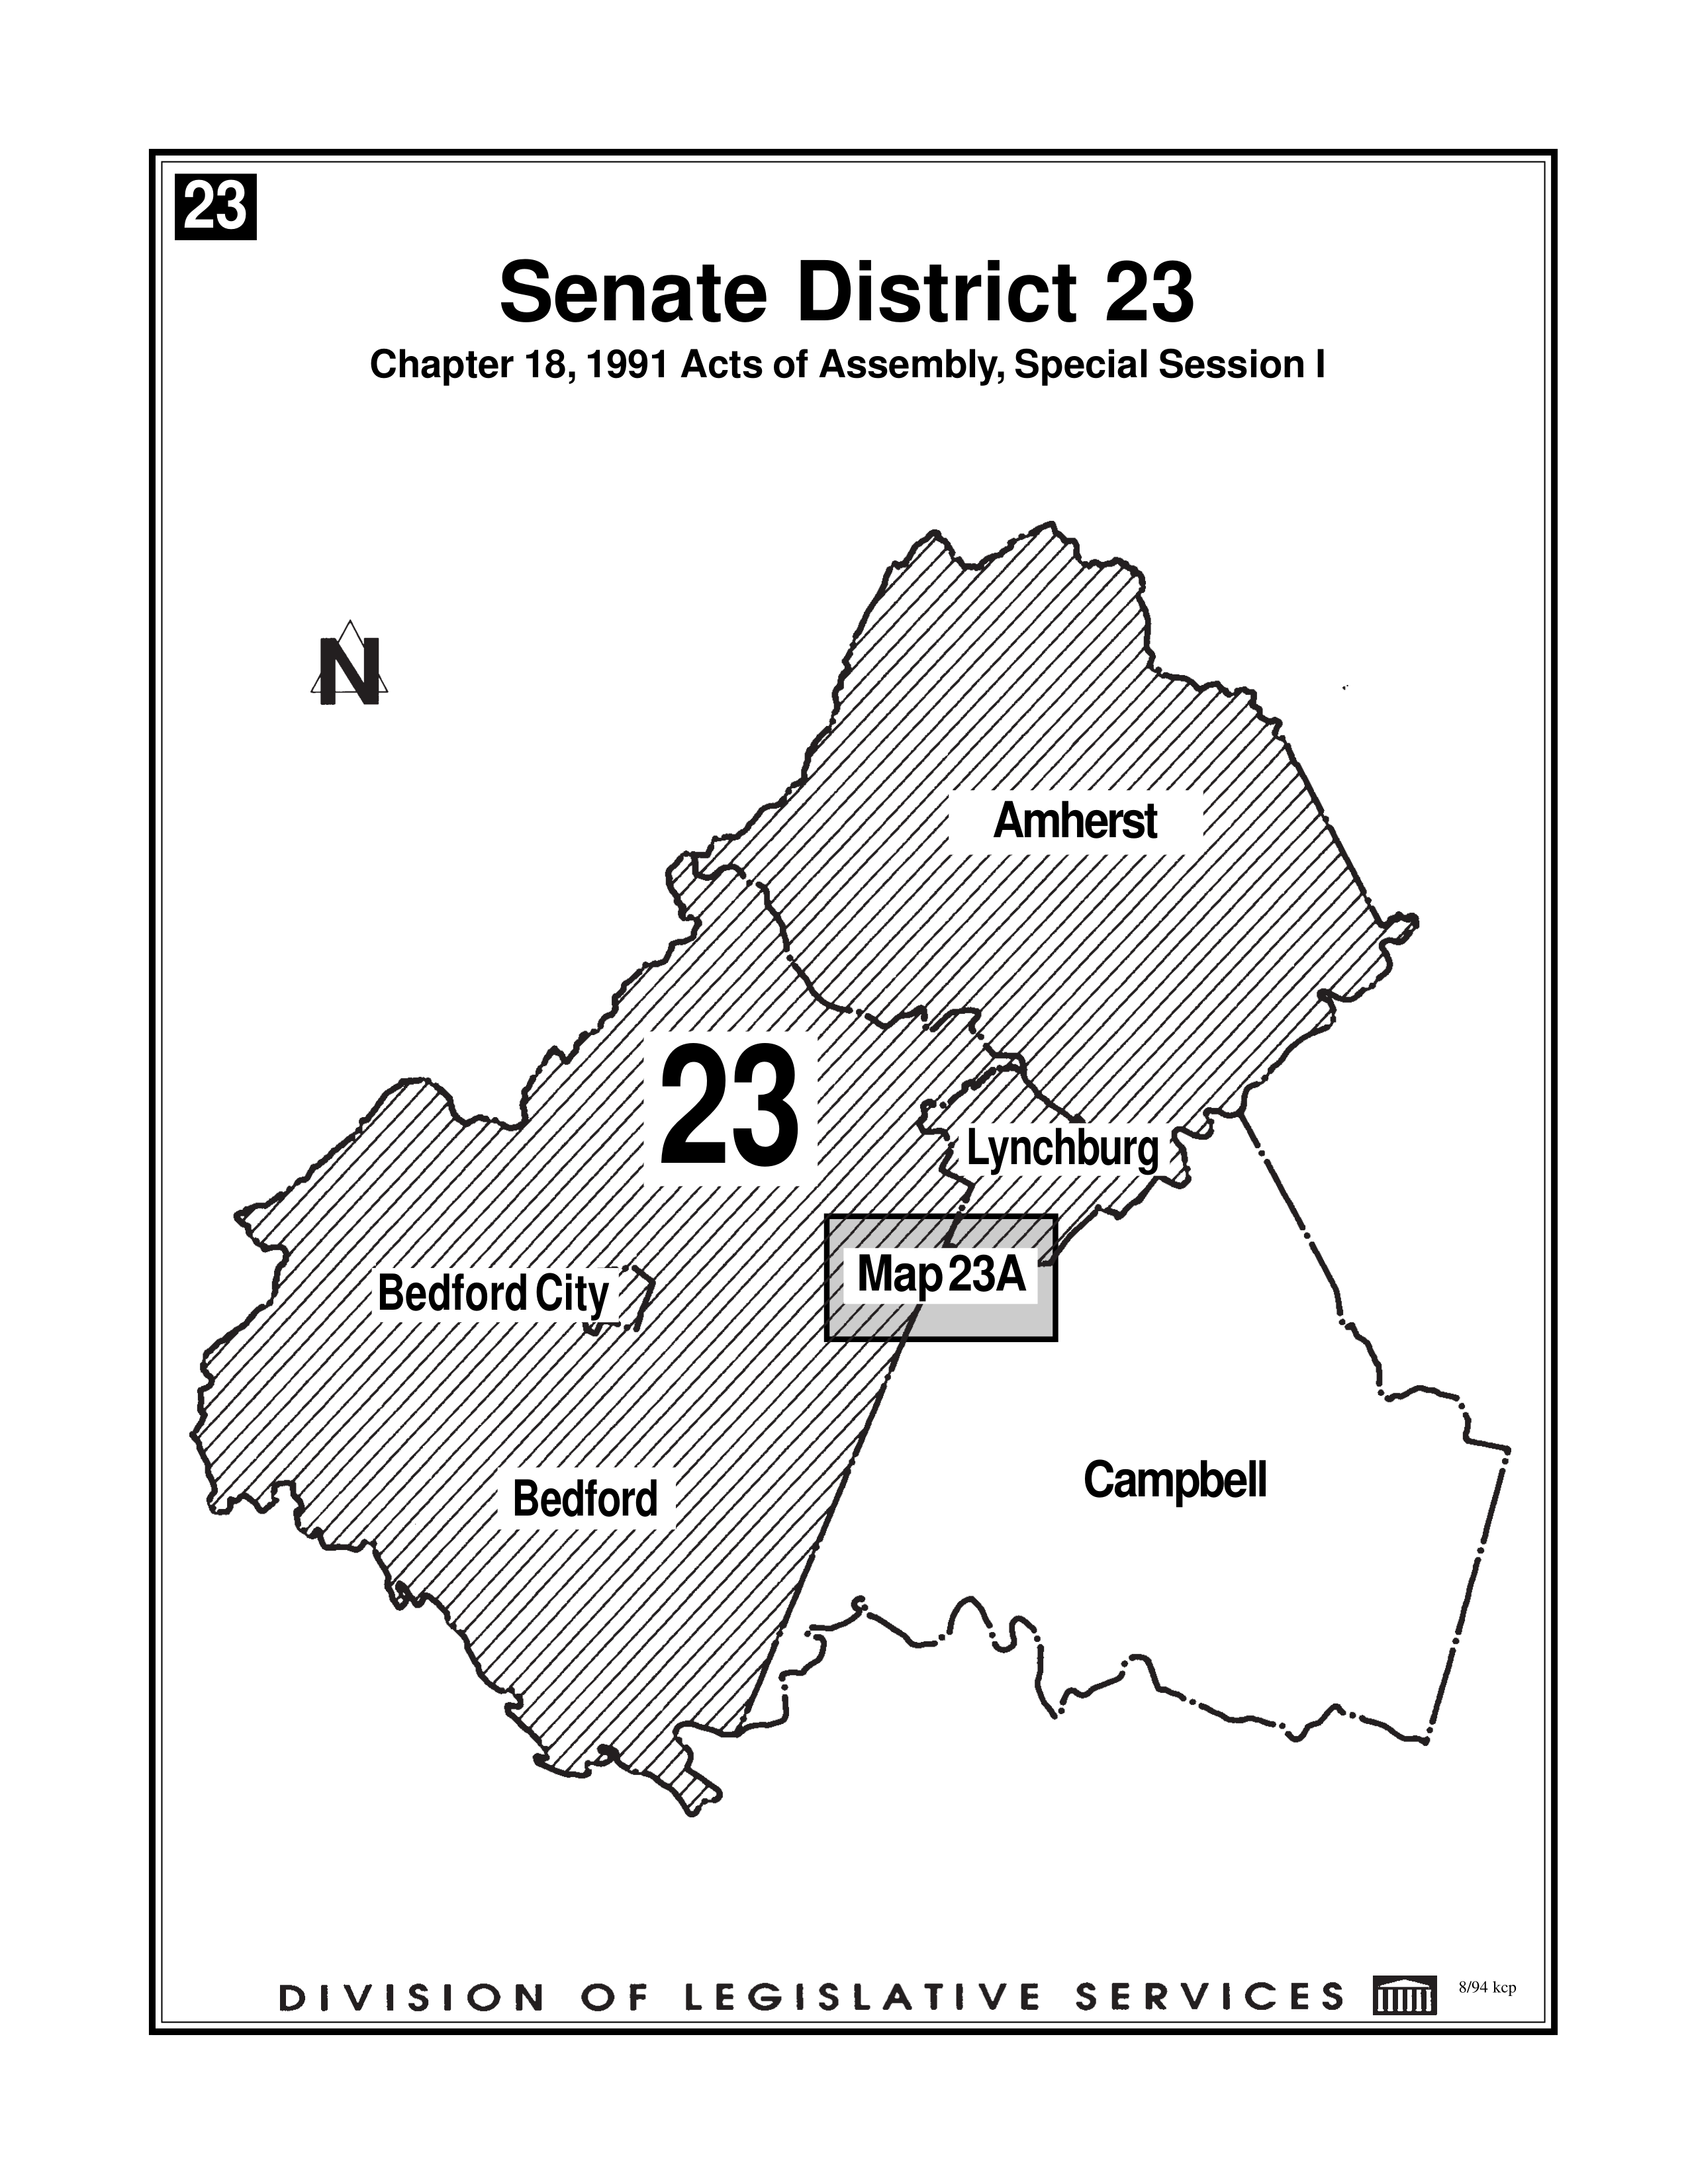 23
Senate District 23
Chapter 18, 1991 Acts of Assembly, Special Session I
N
Amherst
23
Lynchburg
Map 23A
Bedford City
Campbell
Bedford
DIVISION OF LEGISLATIVE SERVICES
8/94 kcp